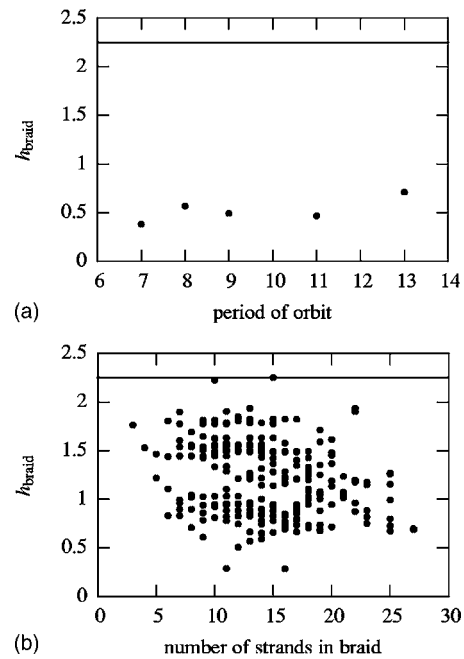 2.5
2
1.5
1
0.5
0
h_braid
6 7 8 9 10 11 12 13 14
(a)
period of orbit
2.5
2
1.5
1
0.5
0
h_braid
0 5 10 15 20 25 30
(b)
number of strands in braid